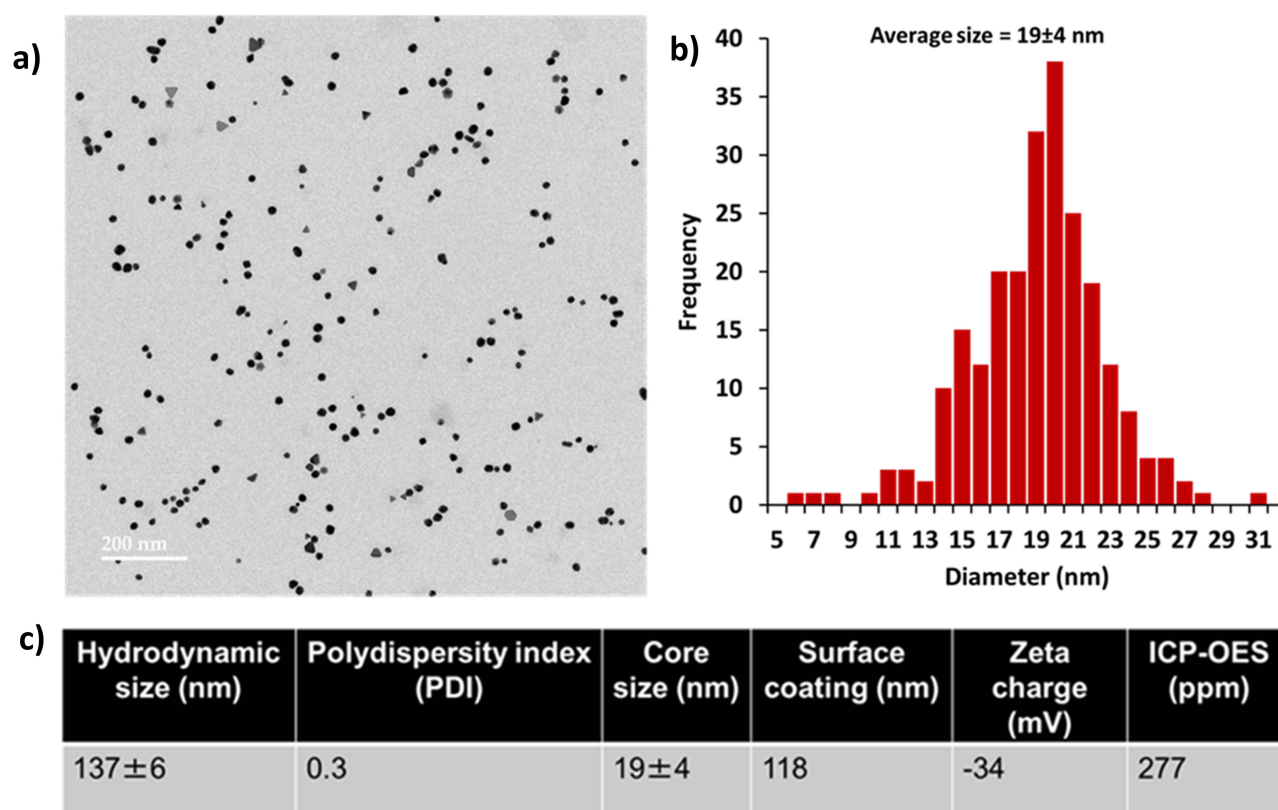 a)
200 nm
b)
Average size = 19±4 nm
40
35
30
25
20
15
10
5
0
Frequency
5 7 9 11 13 15 17 19 21 23 25 27 29 31
Diameter (nm)
c)
Hydrodynamic size (nm)
Polydispersity index (PDI)
Core size (nm)
Surface coating (nm)
Zeta charge (mV)
ICP-OES (ppm)
137±6 0.3 19±4 118 -34 277